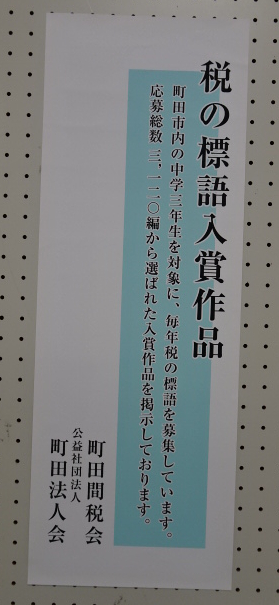 税の標語入賞作品
町田市内の中学三年生を対象に、毎年税の標語を募集しています。
応募総数 三、一二〇編から選ばれた入賞作品を掲示しております。
町田間税会
公益社団法人
町田法人会